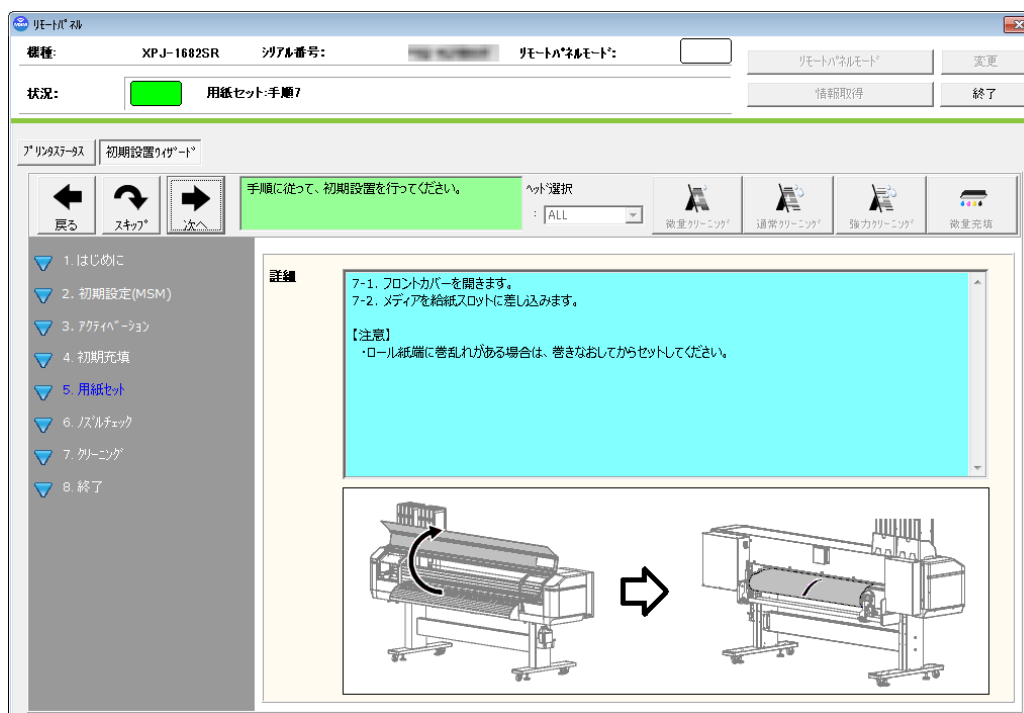 リモートパネル
機種: XPJ-1682SR シリアル番号: リモートパネルモード:
リモートパネルモード 変更
状況: 用紙セット:手順7
情報取得 終了
プリンタステータス 初期設置ウィザード
戻る スキップ 次へ
手順に従って、初期設置を行ってください。
ヘッド選択
: ALL
微量クリーニング 通常クリーニング 強力クリーニング 微量充填
1. はじめに
2. 初期設定(MSM)
3. アクティベーション
4. 初期充填
5. 用紙セット
6. ノズルチェック
7. クリーニング
8. 終了
詳細
7-1. フロントカバーを開きます。
7-2. メディアを給紙スロットに差し込みます。
【注意】
・ロール紙端に巻乱れがある場合は、巻きなおしてからセットしてください。